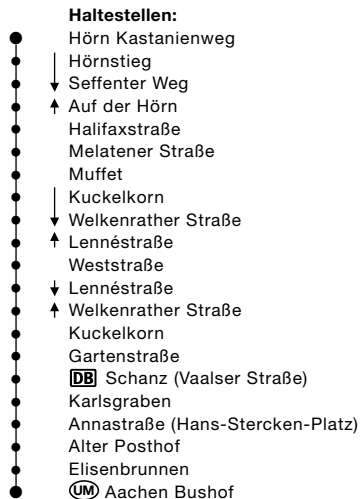 Haltestellen:
Hörn Kastanienweg
Hörnstieg
Seffenter Weg
Auf der Hörn
Halifaxstraße
Melatener Straße
Muffet
Kuckelkorn
Welkenrather Straße
Lennéstraße
Weststraße
Lennéstraße
Welkenrather Straße
Kuckelkorn
Gartenstraße
DB Schanz (Vaalser Straße)
Karlsgraben
Annastraße (Hans-Stercken-Platz)
Alter Posthof
Elisenbrunnen
UM Aachen Bushof